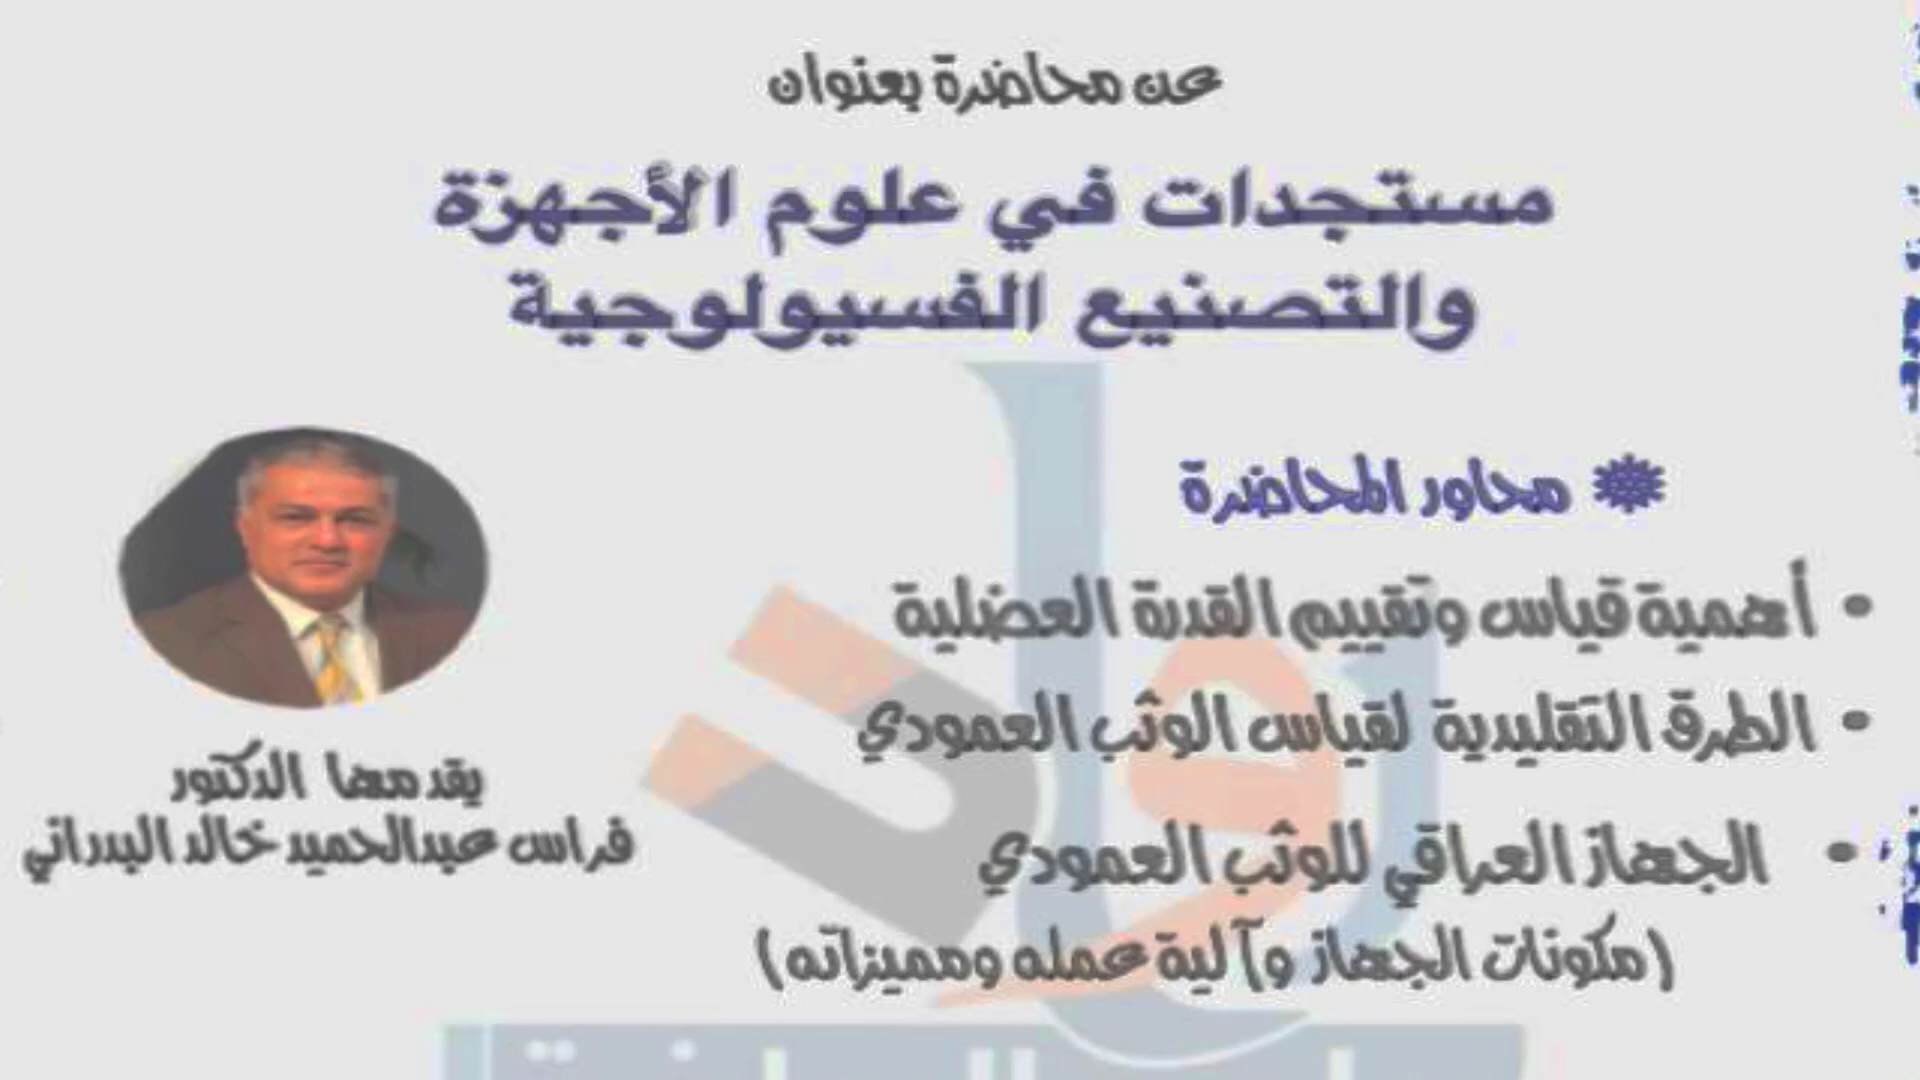 عن محاضرة بعنوان
مستجدات في علوم الأجهزة
والتصنيع الفسيولوجية
محاور المحاضرة
• أهمية قياس وتقييم القدرة العضلية
• الطرق التقليدية لقياس الوثب العمودي
• الجهاز العراقي للوثب العمودي
(مكونات الجهاز وآلية عمله ومميزاته)
يقدمها الدكتور
فراس عبدالحميد خالد البدراني